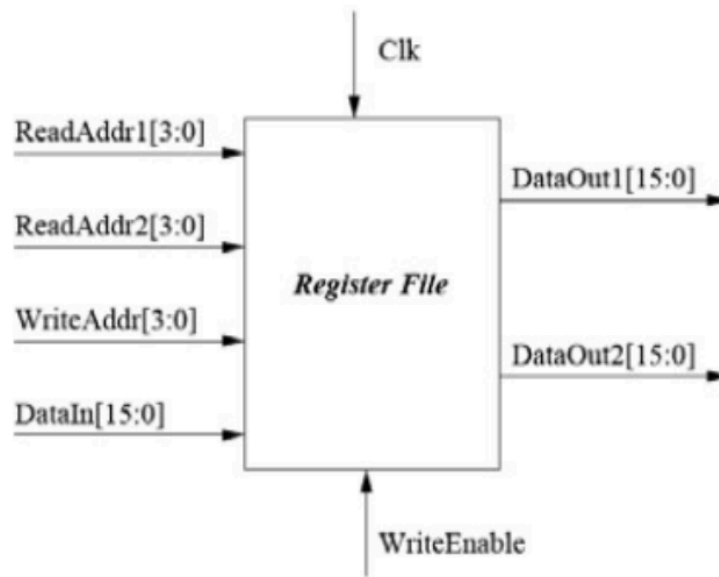 Clk
ReadAddr1[3:0]
ReadAddr2[3:0]
WriteAddr[3:0]
DataIn[15:0]
Register File
DataOut1[15:0]
DataOut2[15:0]
WriteEnable